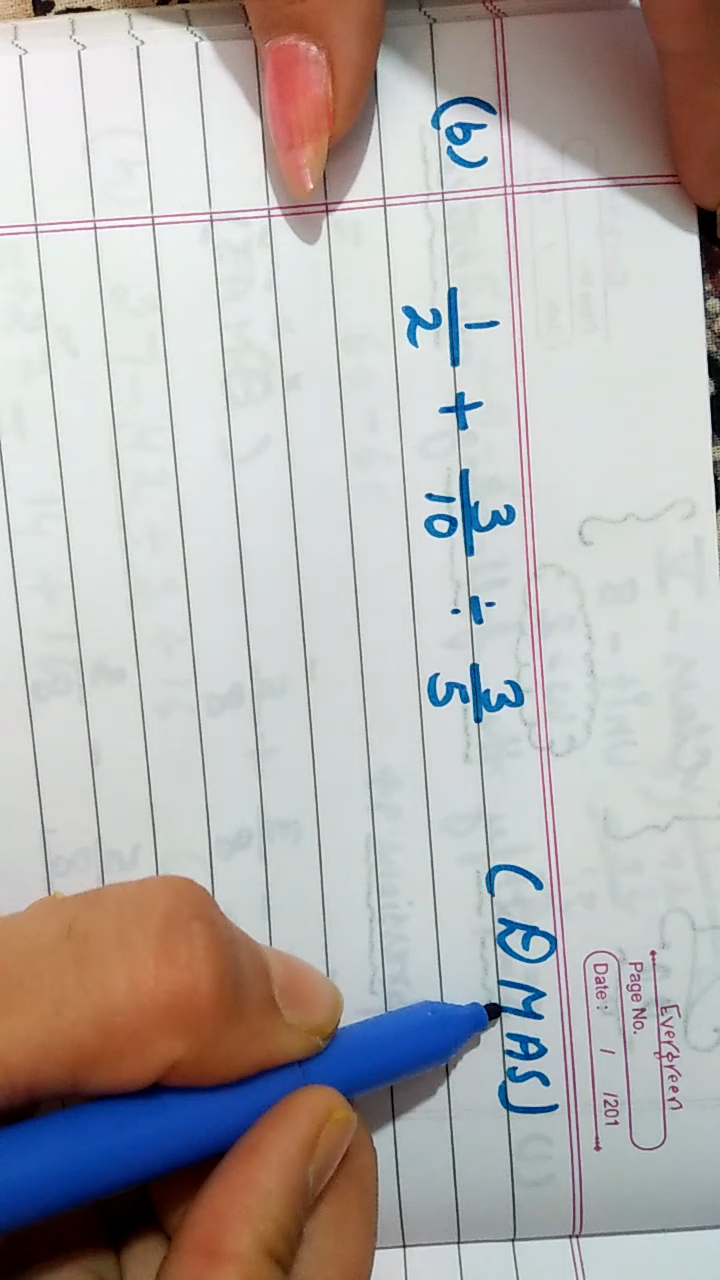 Evergreen
Page No.
Date: / /201
(b) 1/2 + 3/10 ÷ 3/5 (DMAS)